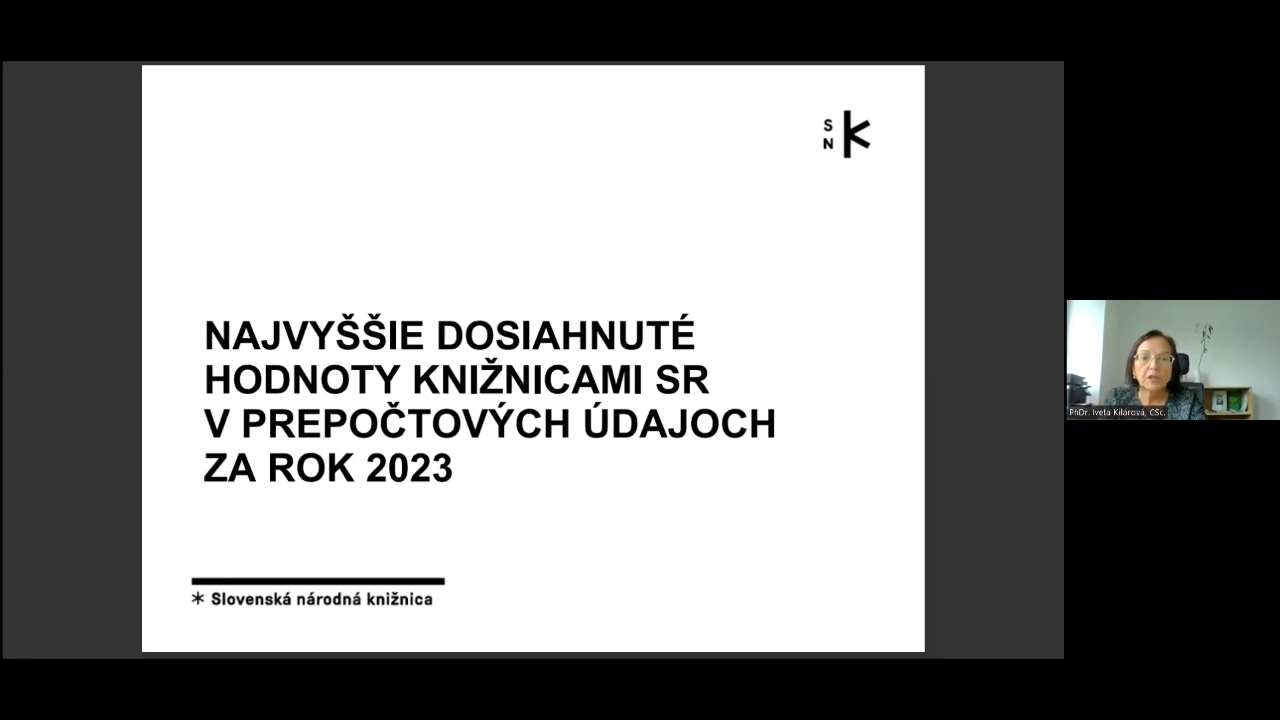 S
N K
NAJVYŠŠIE DOSIAHNUTÉ
HODNOTY KNIŽNICAMI SR
V PREPOČTOVÝCH ÚDAJOCH
ZA ROK 2023
* Slovenská národná knižnica
PhDr. Iveta Kilárová, CSc.